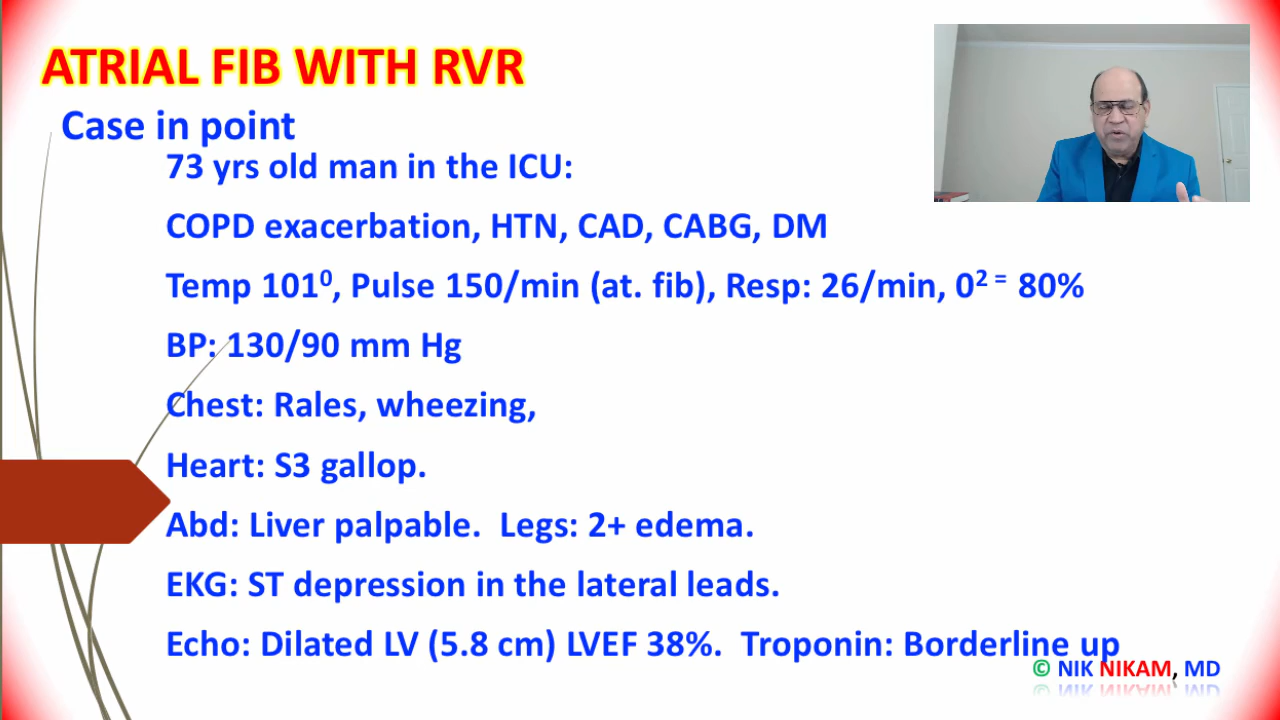 ATRIAL FIB WITH RVR
Case in point
73 yrs old man in the ICU:
COPD exacerbation, HTN, CAD, CABG, DM
Temp 101⁰, Pulse 150/min (at. fib), Resp: 26/min, 0² ⁼ 80%
BP: 130/90 mm Hg
Chest: Rales, wheezing,
Heart: S3 gallop.
Abd: Liver palpable.  Legs: 2+ edema.
EKG: ST depression in the lateral leads.
Echo: Dilated LV (5.8 cm) LVEF 38%.  Troponin: Borderline up
© NIK NIKAM, MD